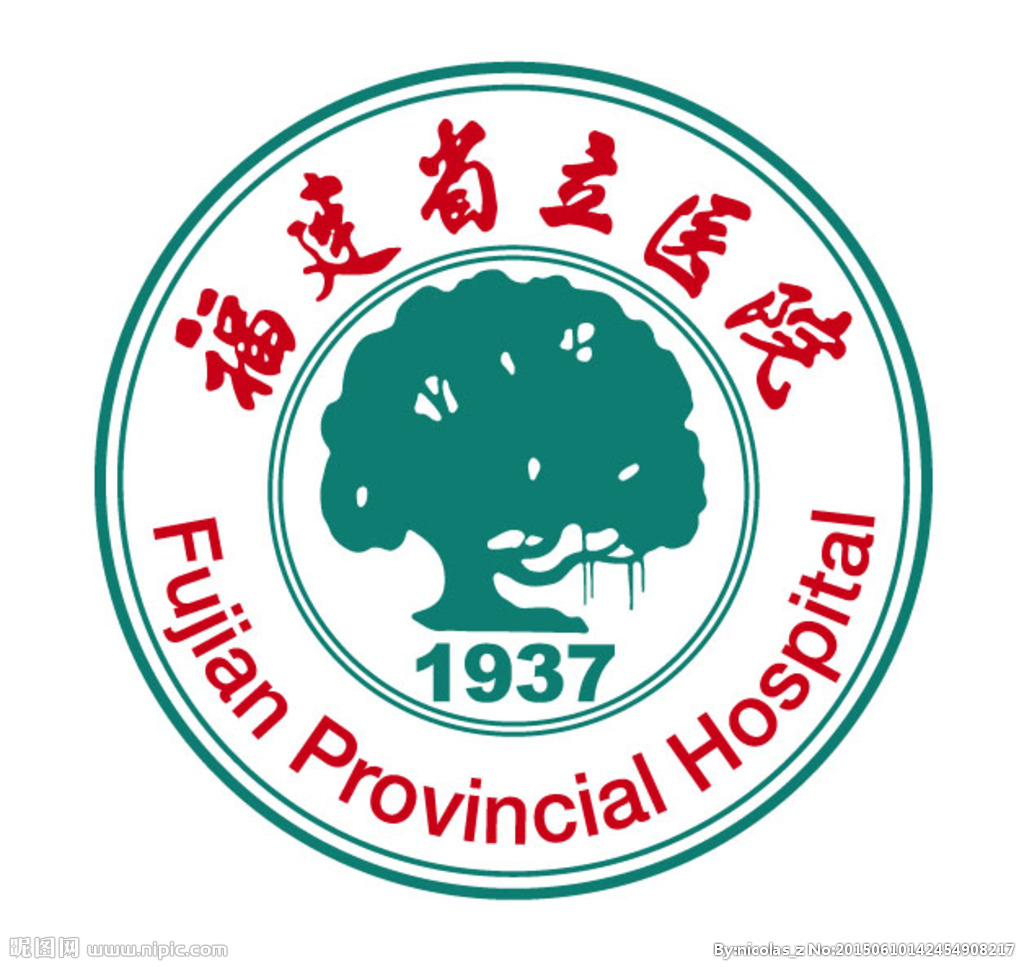 福建省立医院
1937
Fujian Provincial Hospital
昵图网 www.nipic.com
By:nicolas_z No:20150610142454908217